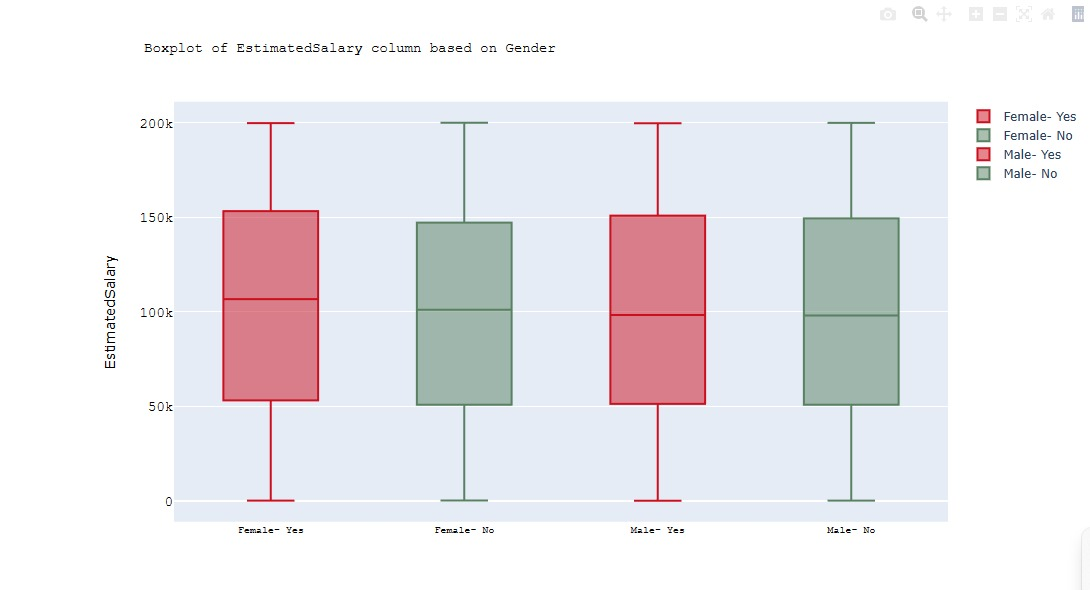 Boxplot of EstimatedSalary column based on Gender
200k
150k
100k
50k
0
EstimatedSalary
Female- Yes
Female- No
Male- Yes
Male- No
Female- Yes
Female- No
Male- Yes
Male- No